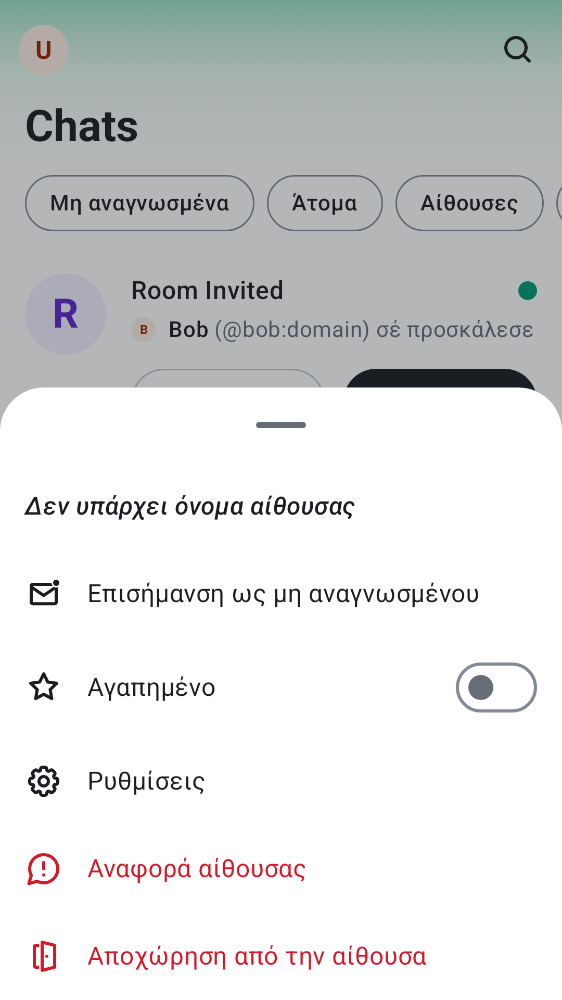 U
Chats
Μη αναγνωσμένα
Άτομα
Αίθουσες
R
Room Invited
B Bob (@bob:domain) σέ προσκάλεσε
Δεν υπάρχει όνομα αίθουσας
Επισήμανση ως μη αναγνωσμένου
Αγαπημένο
Ρυθμίσεις
Αναφορά αίθουσας
Αποχώρηση από την αίθουσα